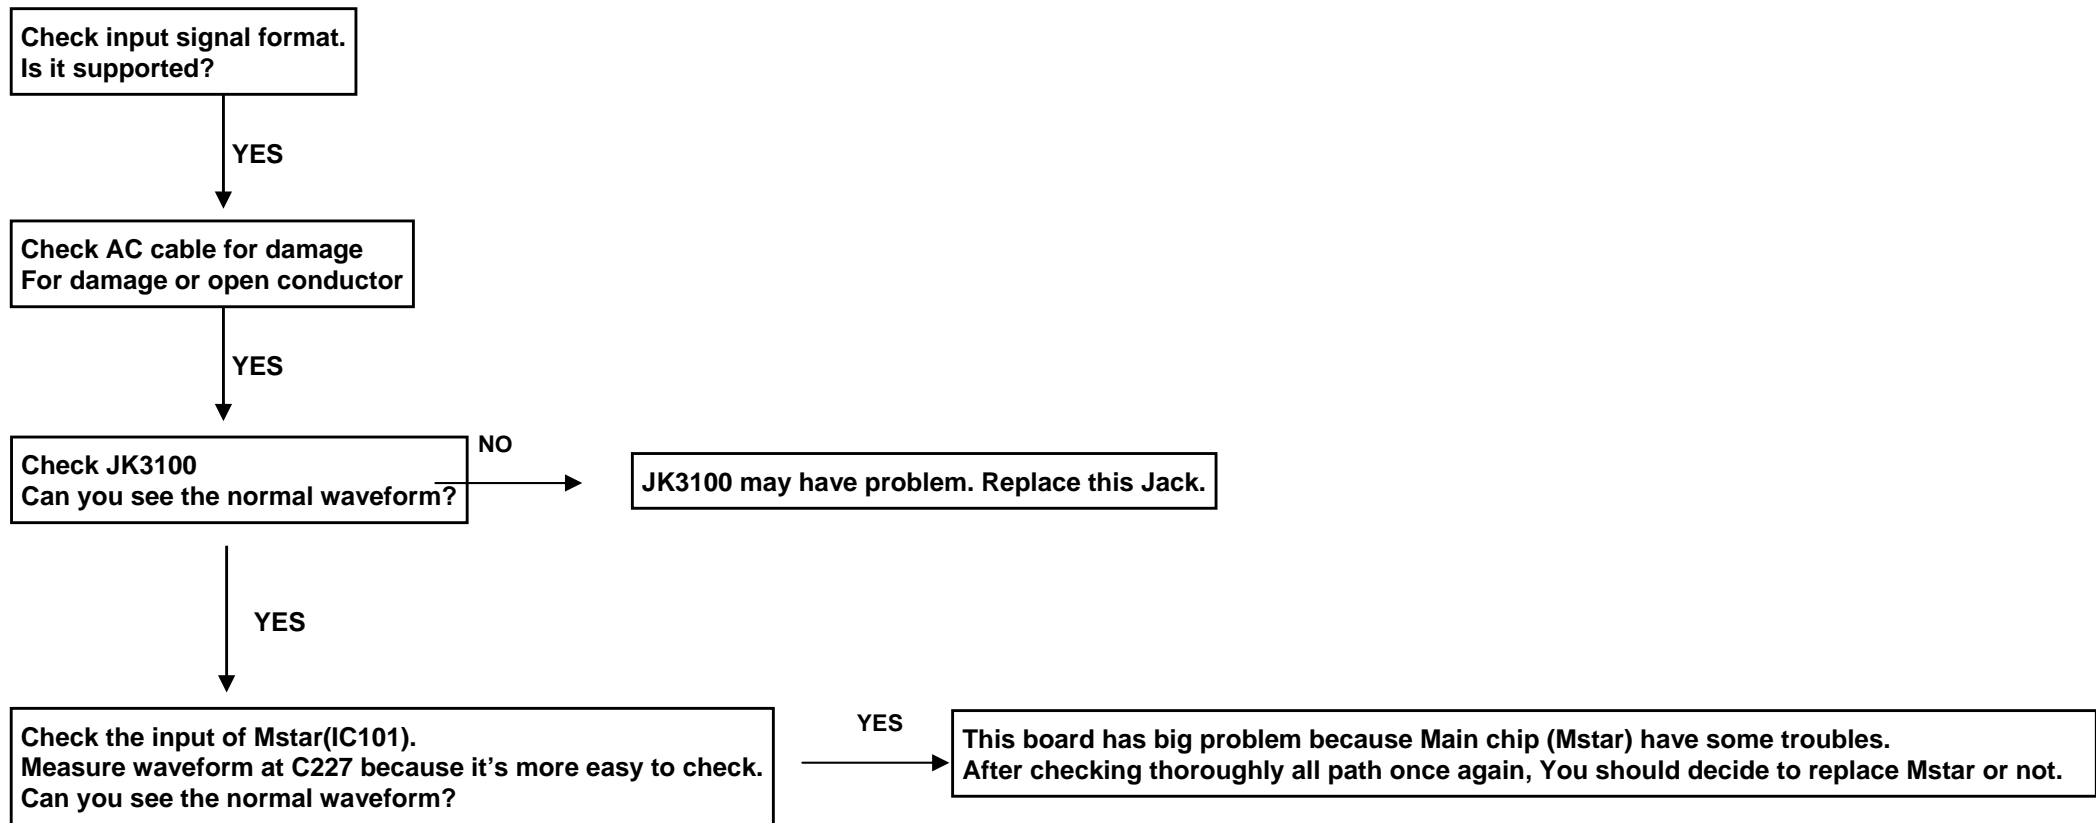 Check input signal format.
Is it supported?
YES
Check AC cable for damage
For damage or open conductor
YES
Check JK3100
Can you see the normal waveform?
NO
JK3100 may have problem. Replace this Jack.
YES
Check the input of Mstar(IC101).
Measure waveform at C227 because it’s more easy to check.
Can you see the normal waveform?
YES
This board has big problem because Main chip (Mstar) have some troubles.
After checking thoroughly all path once again, You should decide to replace Mstar or not.